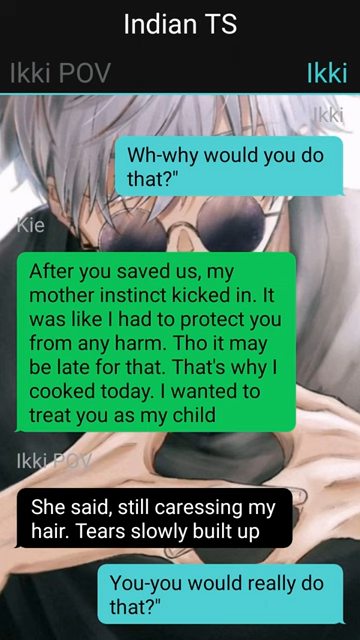 Indian TS
Ikki POV
Ikki
Ikki
Wh-why would you do
that?"
Kie
After you saved us, my
mother instinct kicked in. It
was like I had to protect you
from any harm. Tho it may
be late for that. That's why I
cooked today. I wanted to
treat you as my child
Ikki POV
She said, still caressing my
hair. Tears slowly built up
You-you would really do
that?"